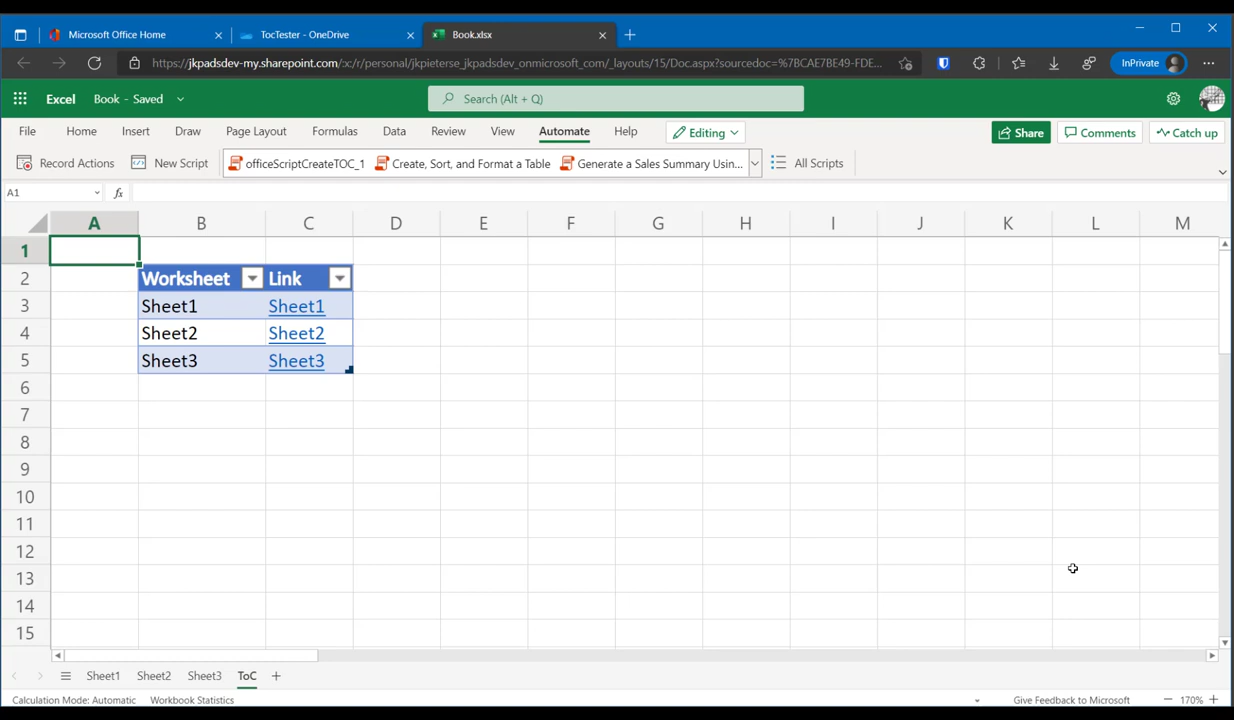 Microsoft Office Home
TocTester - OneDrive
Book.xlsx
https://jkpadsdev-my.sharepoint.com/:x:/r/personal/jkpieterse_jkpadsdev_onmicrosoft_com/_layouts/15/Doc.aspx?sourcedoc=%7BCAE7BE49-FDE...
InPrivate
Excel Book - Saved
Search (Alt + Q)
File Home Insert Draw Page Layout Formulas Data Review View Automate Help Editing Share Comments Catch up
Record Actions New Script officeScriptCreateTOC_1 Create, Sort, and Format a Table Generate a Sales Summary Usin... All Scripts
A1 fx
A B C D E F G H I J K L M
1
2 Worksheet Link
3 Sheet1 Sheet1
4 Sheet2 Sheet2
5 Sheet3 Sheet3
6
7
8
9
10
11
12
13
14
15
Sheet1 Sheet2 Sheet3 ToC
Calculation Mode: Automatic Workbook Statistics Give Feedback to Microsoft 170%